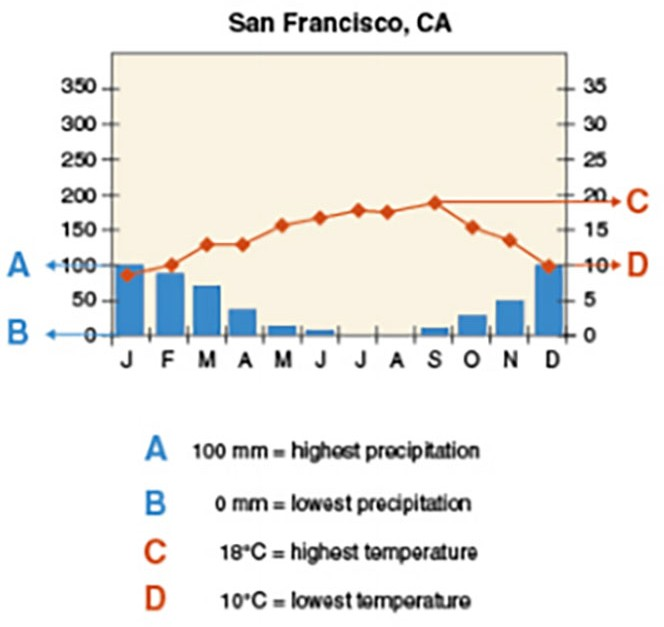 San Francisco, CA
350 35
300 30
250 25
200 20 C
150 15
A 100 10 D
50 5
B 0 0
J F M A M J J A S O N D
A 100 mm = highest precipitation
B 0 mm = lowest precipitation
C 18°C = highest temperature
D 10°C = lowest temperature